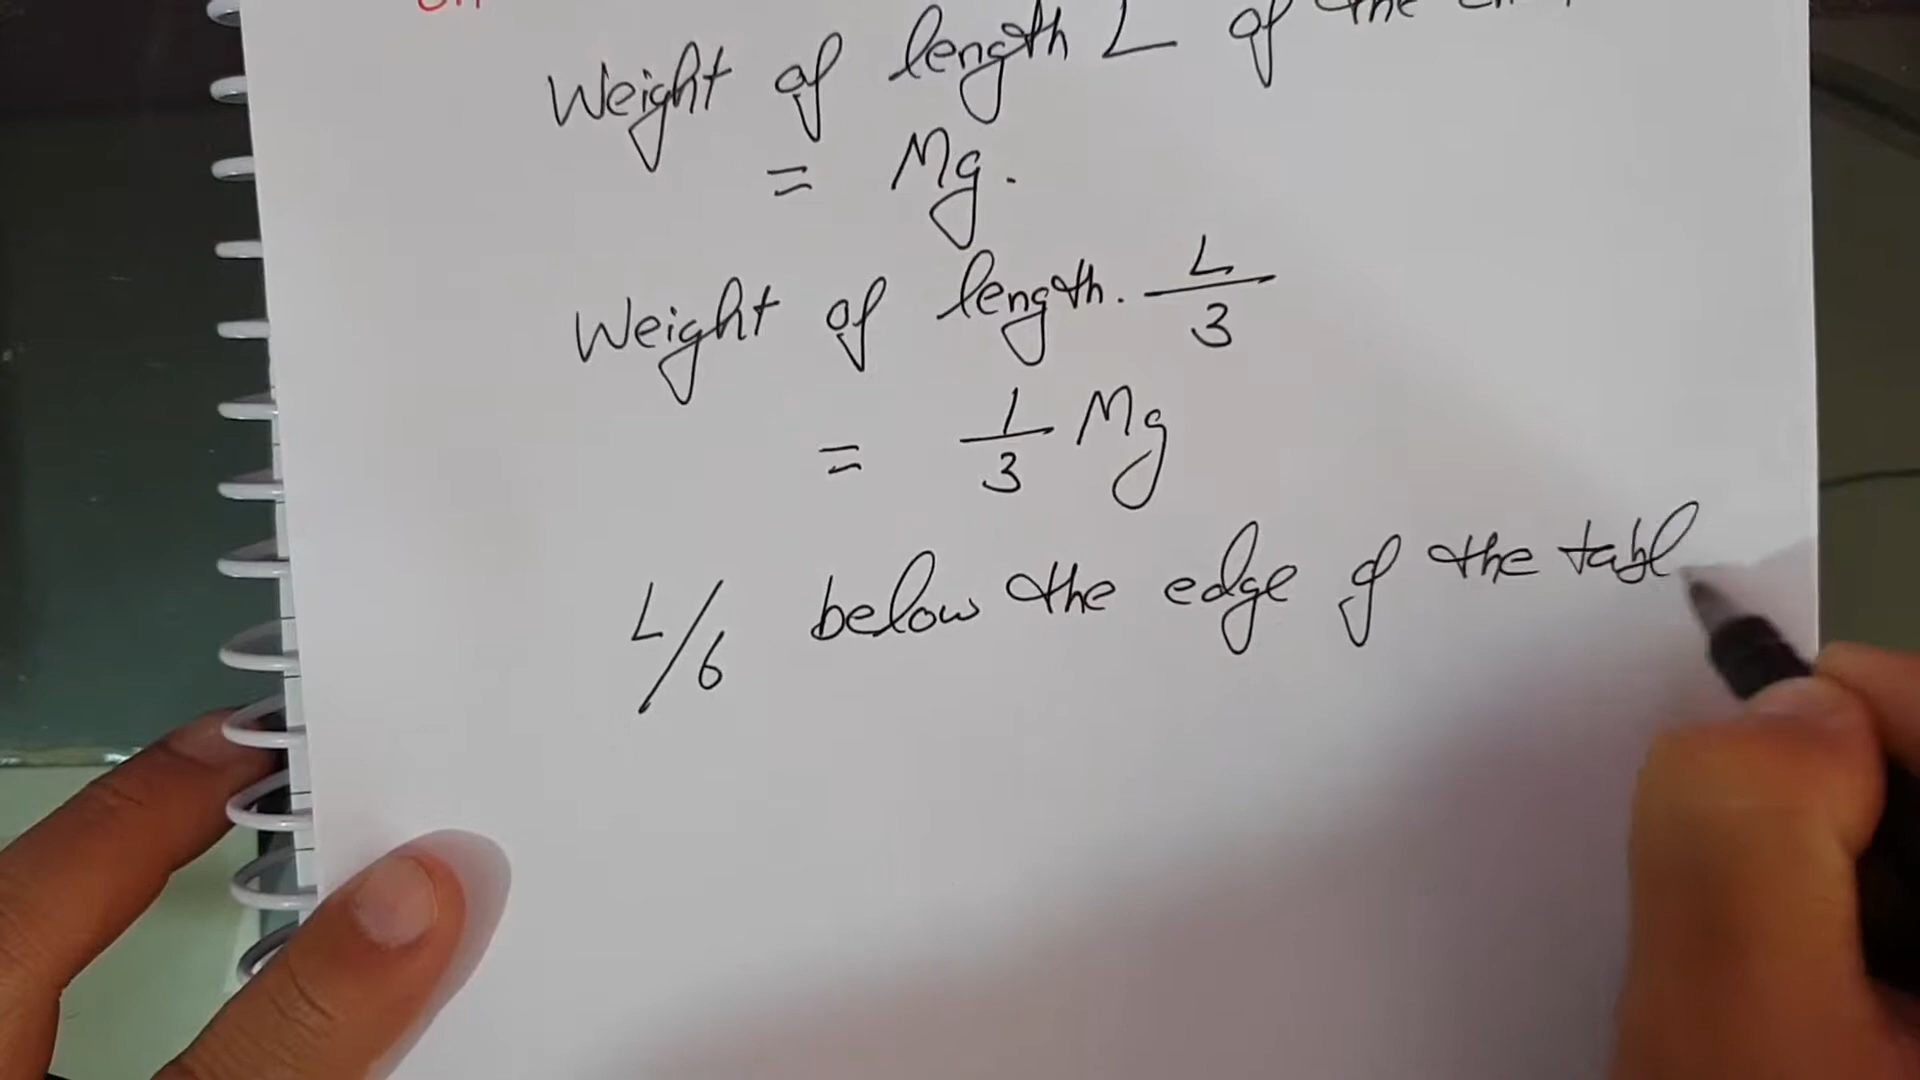 Weight of length L of the
= Mg.
Weight of length. L/3
= 1/3 Mg
L/6 below the edge of the tabl